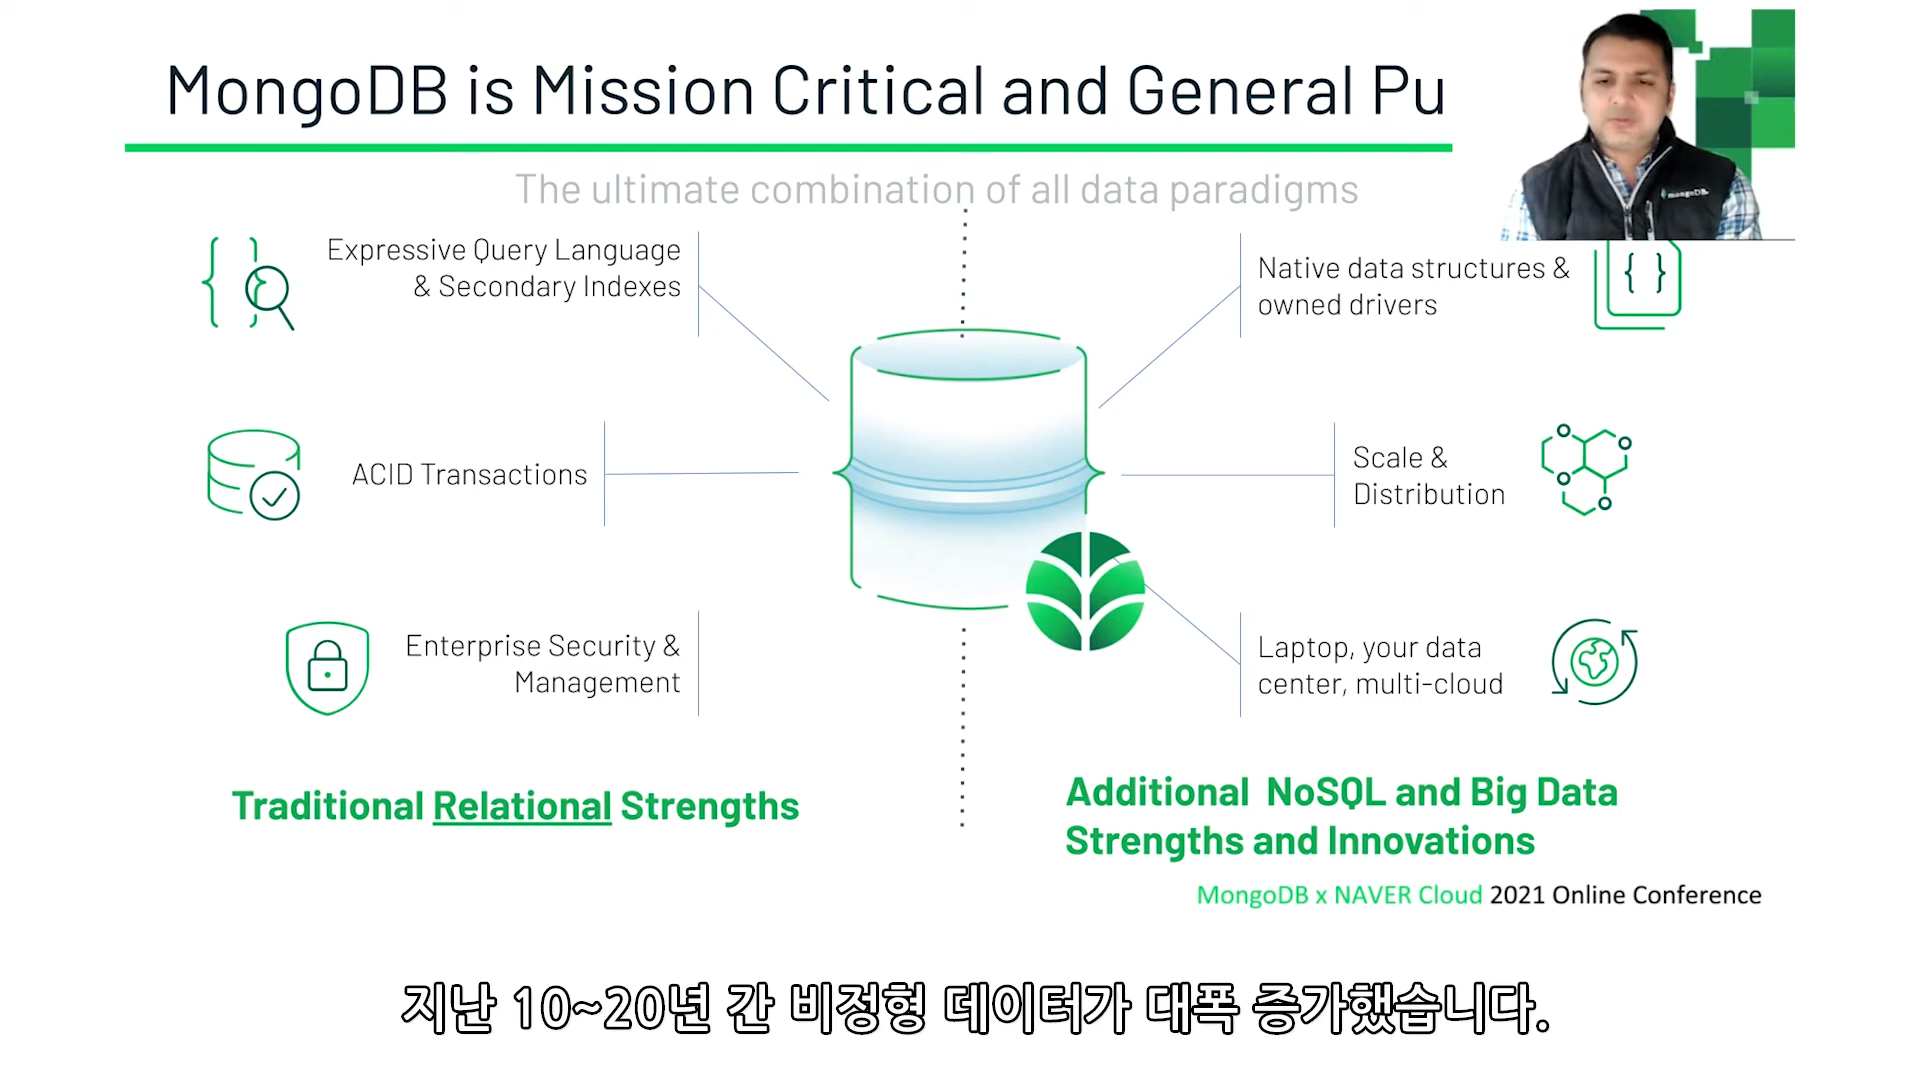 MongoDB is Mission Critical and General Pu
The ultimate combination of all data paradigms
Expressive Query Language
& Secondary Indexes
ACID Transactions
Enterprise Security &
Management
Traditional Relational Strengths
Native data structures &
owned drivers
Scale &
Distribution
Laptop, your data
center, multi-cloud
Additional NoSQL and Big Data
Strengths and Innovations
mongoDB.
MongoDB x NAVER Cloud 2021 Online Conference
지난 10~20년 간 비정형 데이터가 대폭 증가했습니다.